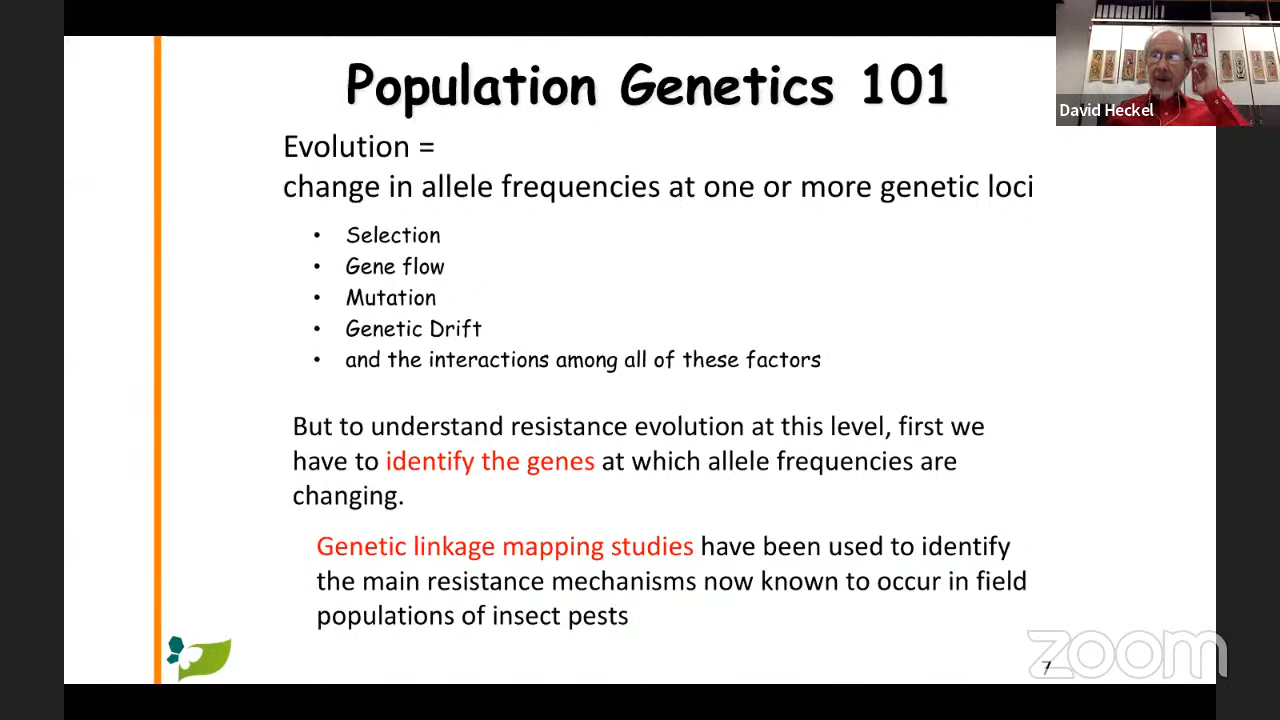 Population Genetics 101
David Heckel
Evolution =
change in allele frequencies at one or more genetic loci
• Selection
• Gene flow
• Mutation
• Genetic Drift
• and the interactions among all of these factors
But to understand resistance evolution at this level, first we
have to identify the genes at which allele frequencies are
changing.
Genetic linkage mapping studies have been used to identify
the main resistance mechanisms now known to occur in field
populations of insect pests
zoom
7